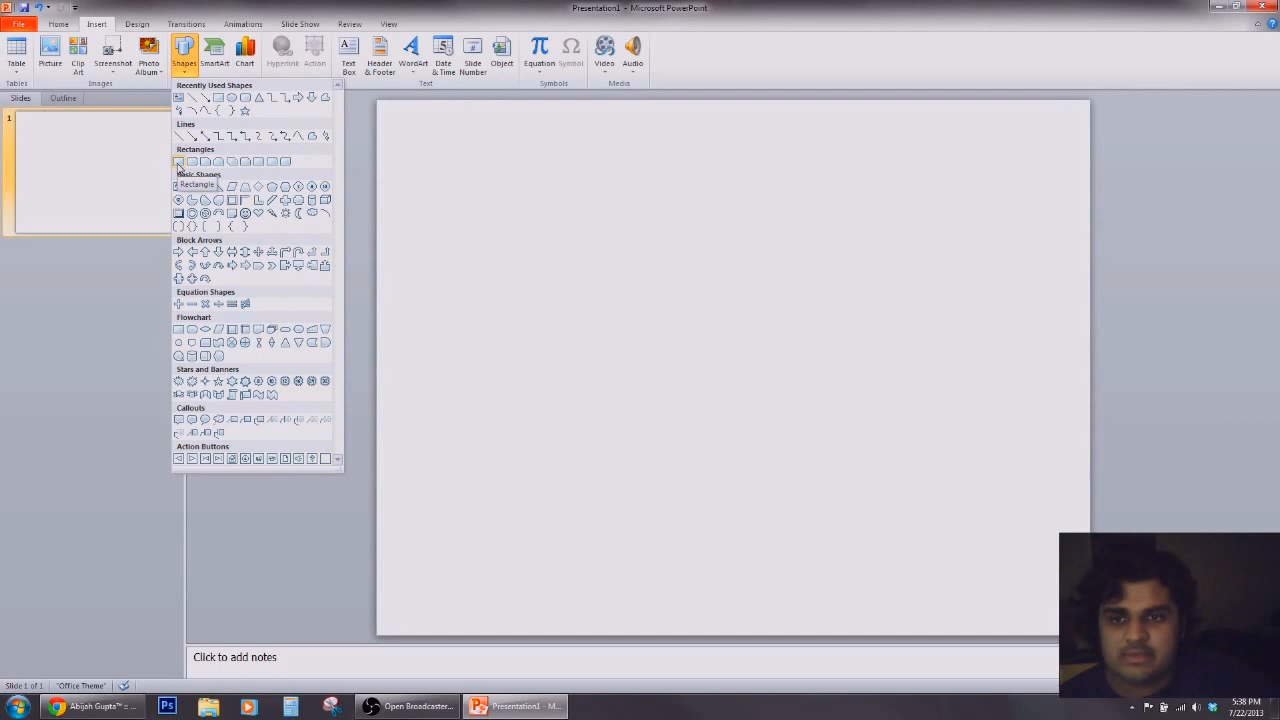 Presentation1 - Microsoft PowerPoint
File Home Insert Design Transitions Animations Slide Show Review View
Table Picture Clip Art Screenshot Photo Album Shapes SmartArt Chart Hyperlink Action Text Box Header & Footer WordArt Date & Time Slide Number Object Equation Symbol Video Audio
Tables Images Text Symbols Media
Slides Outline
1
Recently Used Shapes
Lines
Rectangles
Basic Shapes
Rectangle
Block Arrows
Equation Shapes
Flowchart
Stars and Banners
Callouts
Action Buttons
Click to add notes
Slide 1 of 1 "Office Theme"
Abijah Gupta™ :: ... Ps Open Broadcaster... Presentation1 - M...
5:38 PM
7/22/2013